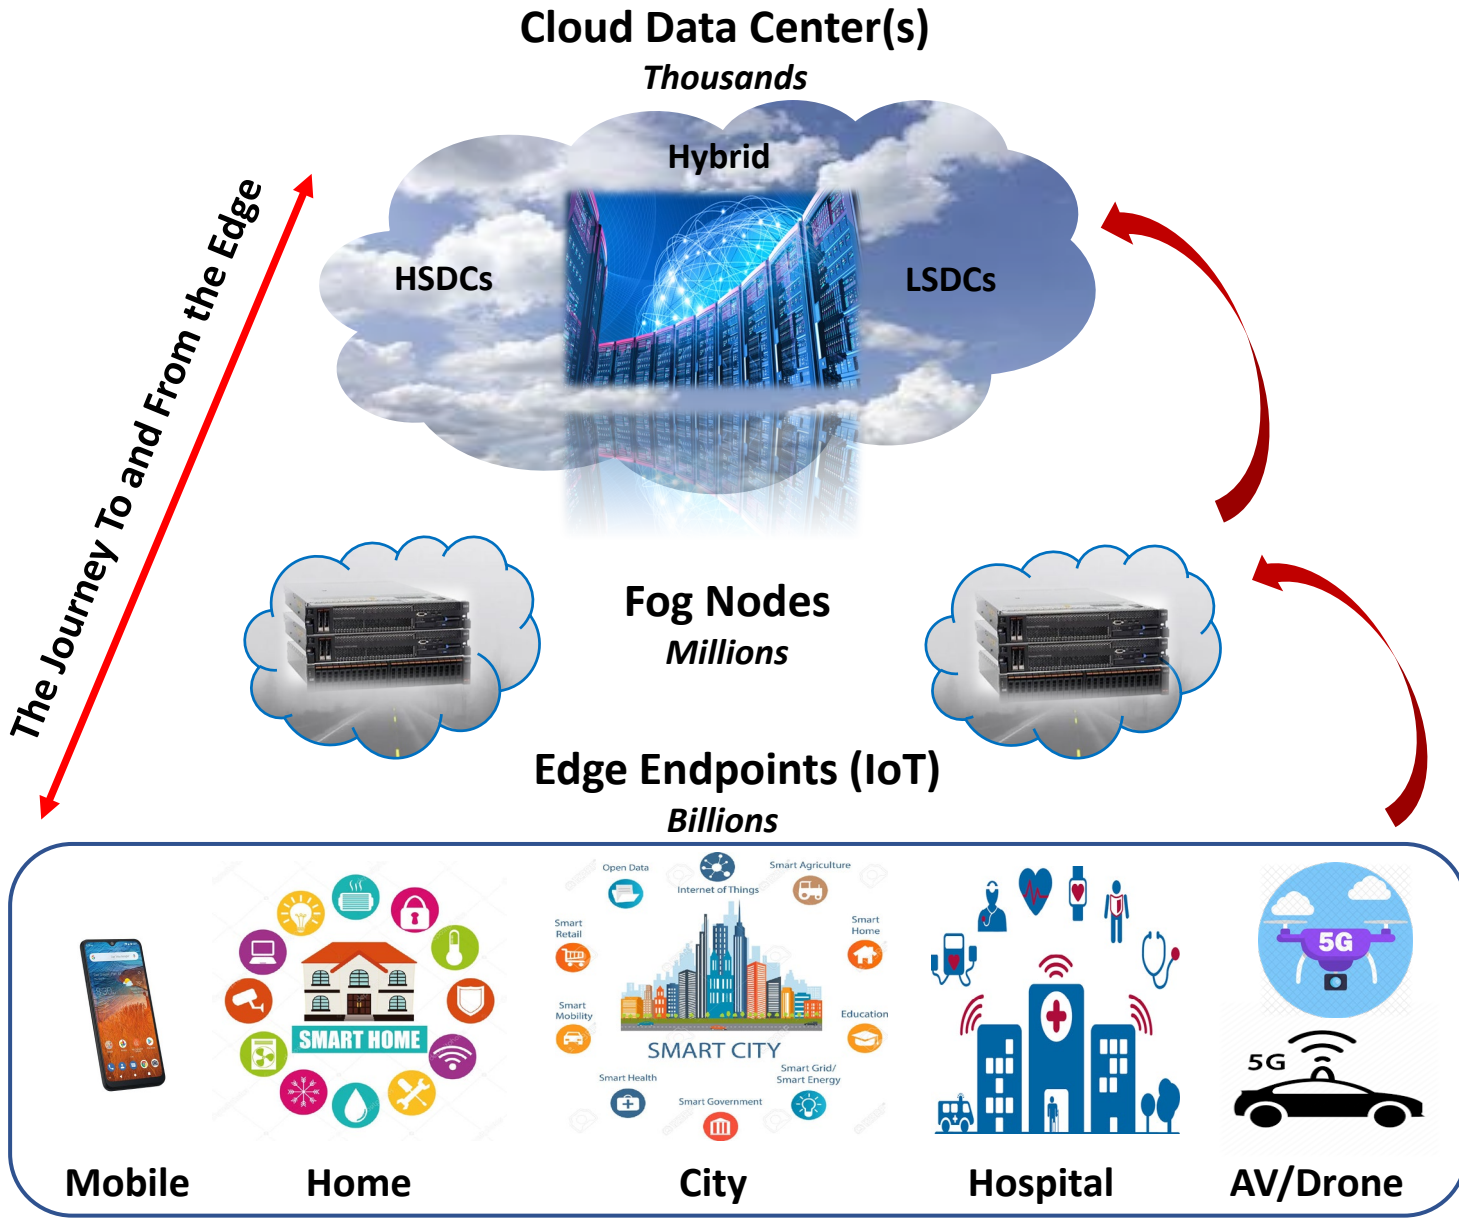 Cloud Data Center(s)
Thousands
Hybrid
HSDCs
LSDCs
The Journey To and From the Edge
Fog Nodes
Millions
Edge Endpoints (IoT)
Billions
SMART HOME
Open Data
Internet of Things
Smart Agriculture
Smart
Retail
Smart
Home
Smart
Mobility
Education
SMART CITY
Smart Health
Smart Government
Smart Grid/
Smart Energy
5G
5G
Mobile
Home
City
Hospital
AV/Drone